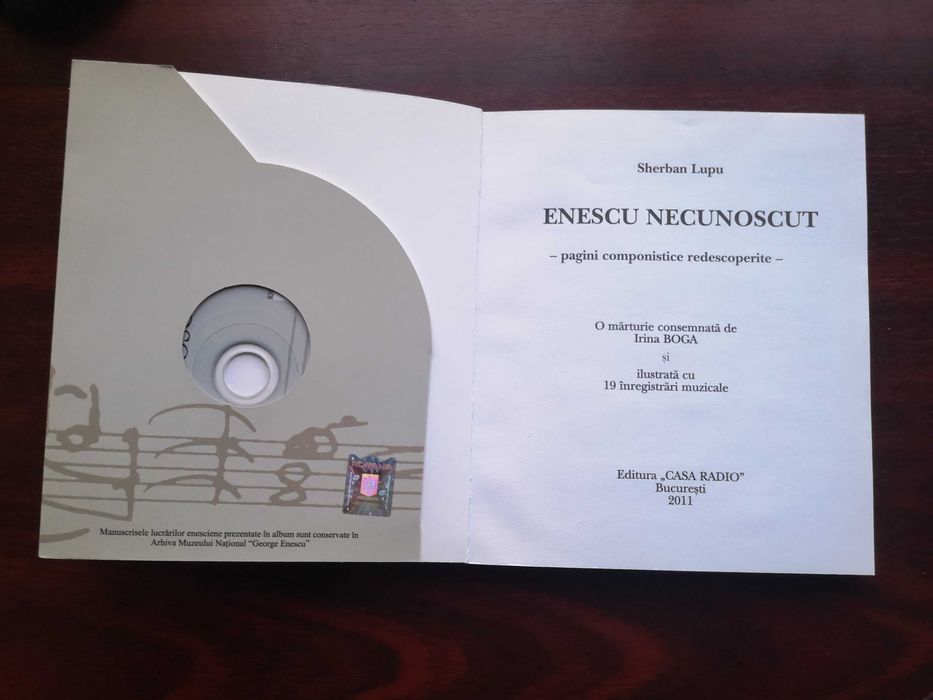 Manuscrisele lucrărilor enesciene prezentate în album sunt conservate în
Arhiva Muzeului Național "George Enescu"
Sherban Lupu
ENESCU NECUNOSCUT
– pagini componistice redescoperite –
O mărturie consemnată de
Irina BOGA
și
ilustrată cu
19 înregistrări muzicale
Editura „CASA RADIO”
București
2011